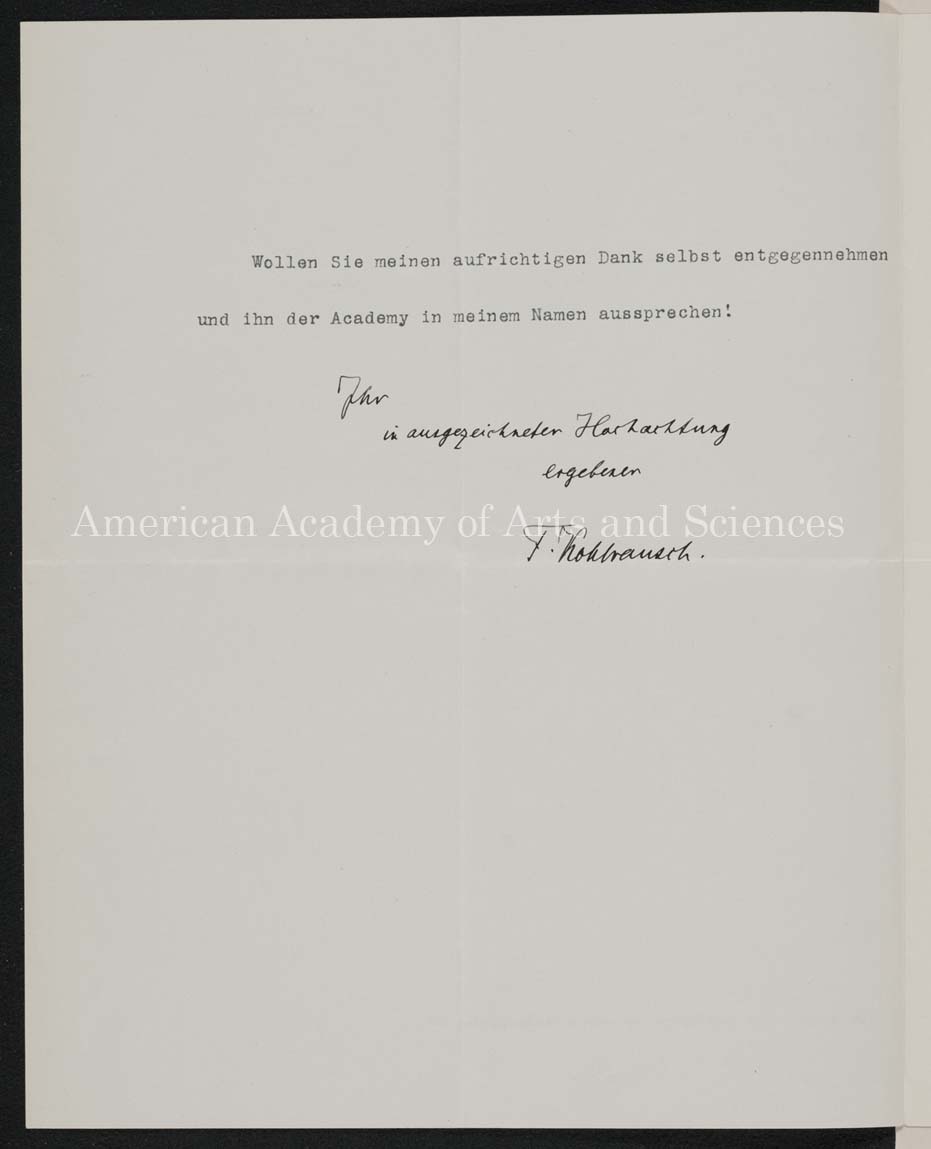 Wollen Sie meinen aufrichtigen Dank selbst entgegennehmen
und ihn der Academy in meinem Namen aussprechen!
Ihr
in ausgezeichneter Hochachtung
ergebener
American Academy of Arts and Sciences
F. Kohlrausch.